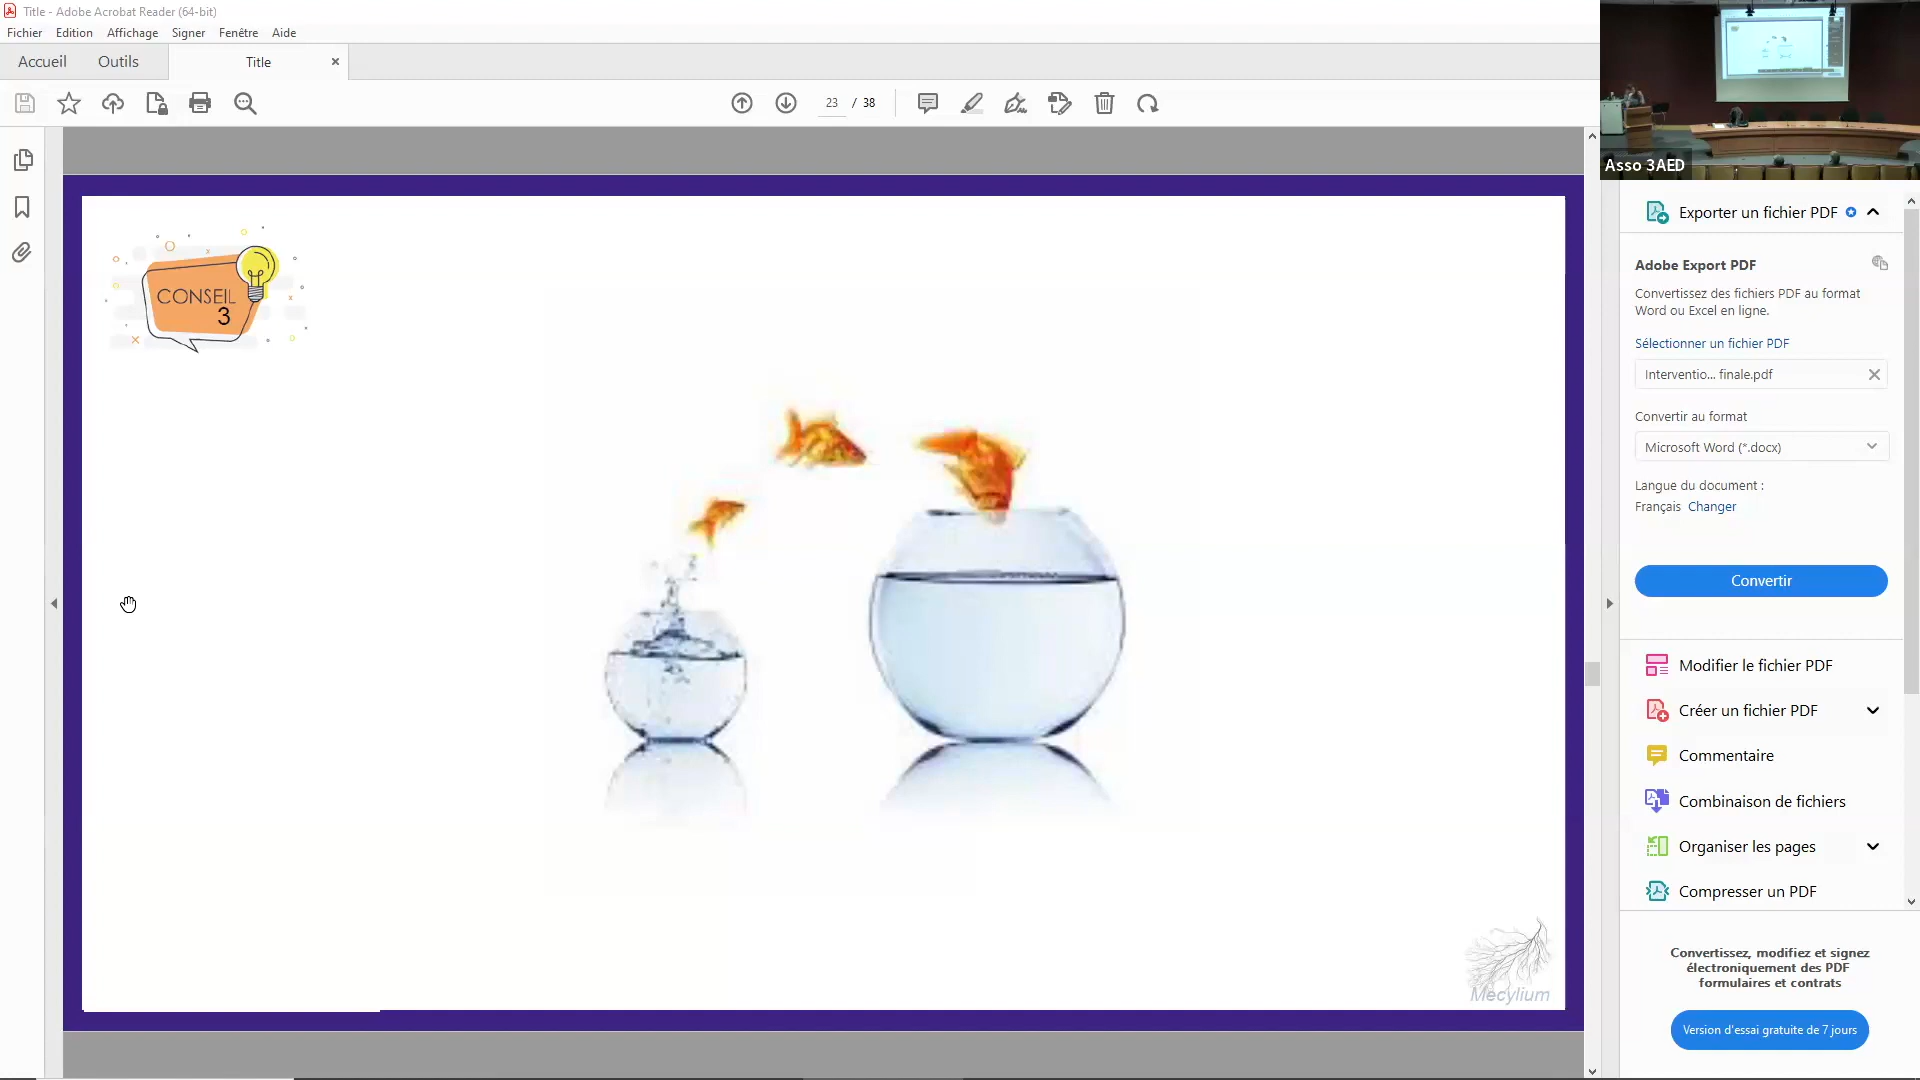 Title - Adobe Acrobat Reader (64-bit)
Fichier Edition Affichage Signer Fenêtre Aide
Accueil Outils Title
23 / 38
CONSEIL
3
Mecylium
Asso 3AED
Exporter un fichier PDF
Adobe Export PDF
Convertissez des fichiers PDF au format
Word ou Excel en ligne.
Sélectionner un fichier PDF
Interventio... finale.pdf
Convertir au format
Microsoft Word (*.docx)
Langue du document :
Français Changer
Convertir
Modifier le fichier PDF
Créer un fichier PDF
Commentaire
Combinaison de fichiers
Organiser les pages
Compresser un PDF
Convertissez, modifiez et signez
électroniquement des PDF
formulaires et contrats
Version d'essai gratuite de 7 jours